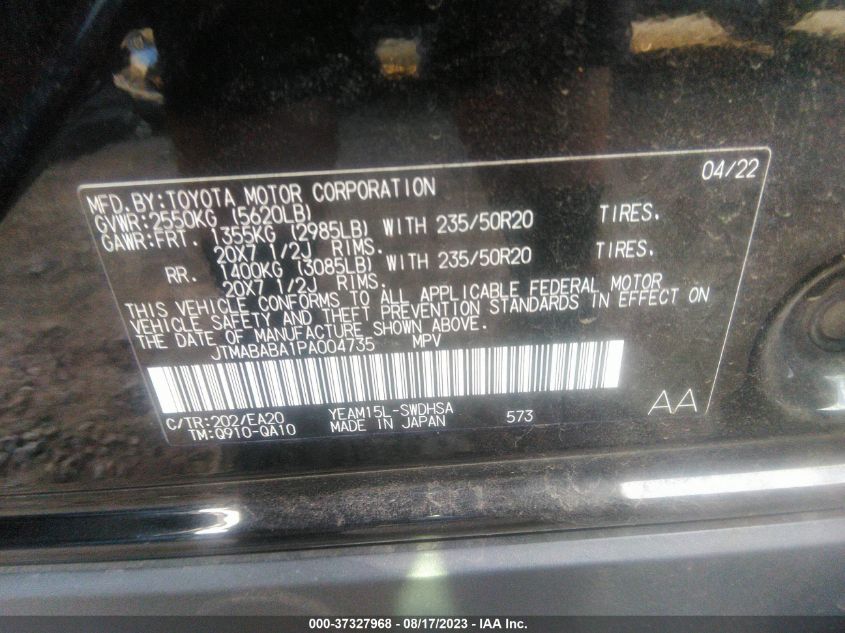 04/22
MFD.BY:TOYOTA MOTOR CORPORATION
GVWR:2550KG (5620LB)
GAWR:FRT. 1355KG (2985LB) WITH 235/50R20 TIRES.
20X7 1/2J RIMS.
RR. 1400KG (3085LB) WITH 235/50R20 TIRES.
20X7 1/2J RIMS.
THIS VEHICLE CONFORMS TO ALL APPLICABLE FEDERAL MOTOR
VEHICLE SAFETY AND THEFT PREVENTION STANDARDS IN EFFECT ON
THE DATE OF MANUFACTURE SHOWN ABOVE.
JTMABABA1PA004735 MPV
C/TR:202/EA20 YEAM15L-SWDHSA 573 AA
TM:Q910-QA10 MADE IN JAPAN
000-37327968 - 08/17/2023 - IAA Inc.